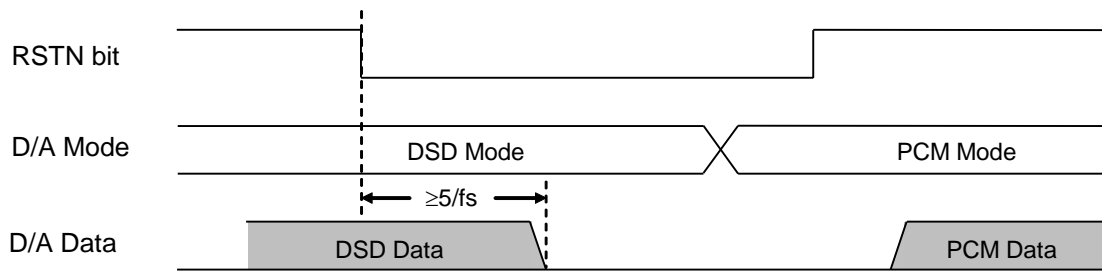 RSTN bit
D/A Mode
DSD Mode
PCM Mode
≥5/fs
D/A Data
DSD Data
PCM Data